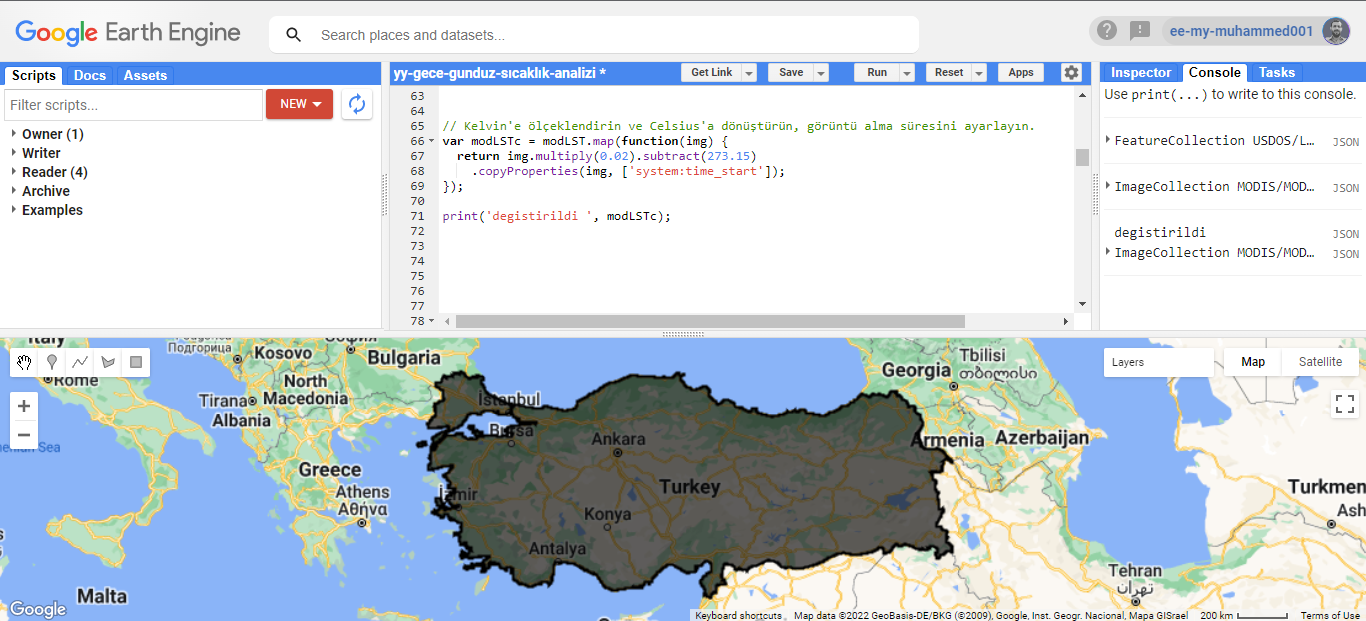 Google Earth Engine
Search places and datasets...
ee-my-muhammed001
Scripts Docs Assets
Filter scripts...
NEW
Owner (1)
Writer
Reader (4)
Archive
Examples
yy-gece-gunduz-sıcaklık-analizi *
Get Link Save Run Reset Apps
63
64
65 // Kelvin'e ölçeklendirin ve Celsius'a dönüştürün, görüntü alma süresini ayarlayın.
66 var modLSTc = modLST.map(function(img) {
67 return img.multiply(0.02).subtract(273.15)
68 .copyProperties(img, ['system:time_start']);
69 });
70
71 print('degistirildi ', modLSTc);
72
73
74
75
76
77
78
Inspector Console Tasks
Use print(...) to write to this console.
FeatureCollection USDOS/L… JSON
ImageCollection MODIS/MOD… JSON
degistirildi JSON
ImageCollection MODIS/MOD… JSON
Italy
Подгорица
Kosovo
Bulgaria
Rome
North
Macedonia
Tirana
Albania
Greece
Athens
Αθήνα
Malta
İstanbul
Bursa
Ankara
İzmir
Turkey
Konya
Antalya
Georgia
Tbilisi
თბილისი
Armenia
Azerbaijan
Turkmen
Ash
Tehran
تهران
Layers
Map Satellite
Google
Keyboard shortcuts Map data ©2022 GeoBasis-DE/BKG (©2009), Google, Inst. Geogr. Nacional, Mapa GISrael 200 km Terms of Use